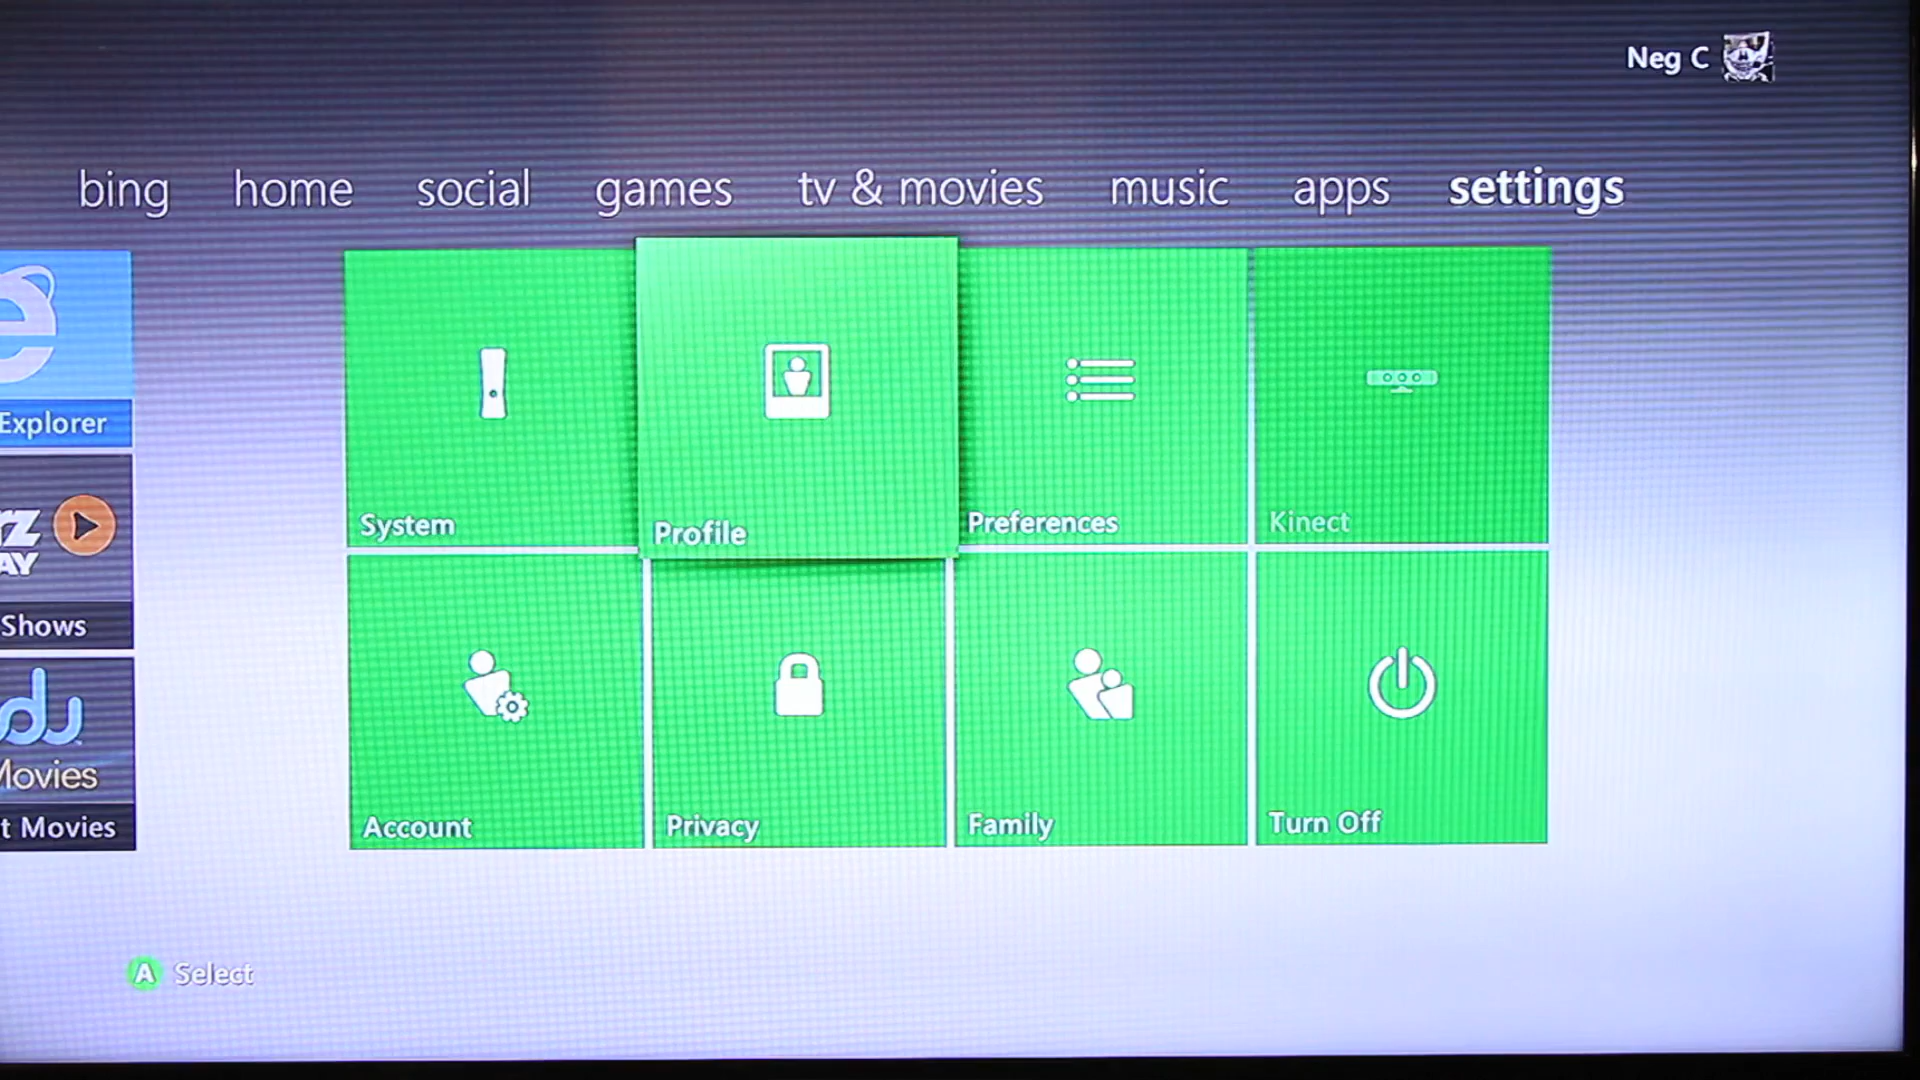 Neg C
bing home social games tv & movies music apps settings
Explorer
Shows
Movies
t Movies
System
Profile
Preferences
Kinect
Account
Privacy
Family
Turn Off
A Select